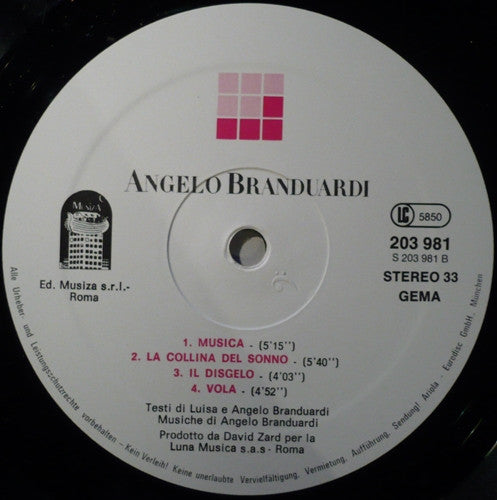 ANGELO BRANDUARDI
MUSIZA
LC 5850
203 981
S 203 981 B
STEREO 33
GEMA
Ed. Musiza s.r.l.-
Roma
1. MUSICA - (5'15'')
2. LA COLLINA DEL SONNO - (5'40'')
3. IL DISGELO - (4'03'')
4. VOLA - (4'52'')
Testi di Luisa e Angelo Branduardi
Musiche di Angelo Branduardi
Prodotto da David Zard per la
Luna Musica s.a.s - Roma
Alle Urheber- und Leistungsschutzrechte vorbehalten - Kein Verleih! Keine unerlaubte Vervielfältigung, Vermietung, Aufführung, Sendung! Ariola - Eurodisc GmbH, München